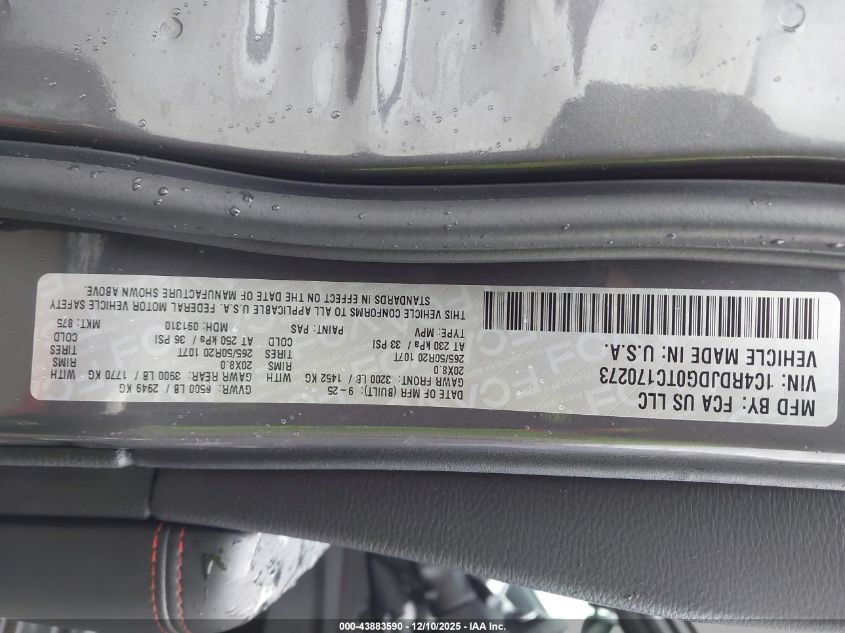 MFD BY: FCA US LLC
VIN: 1C4RDJDG0TC170273
VEHICLE MADE IN: U.S.A.
DATE OF MFR (BUILT): 9-25
GVWR: 6500 LB / 2949 KG
GAWR FRONT: 3200 LB / 1452 KG
GAWR REAR: 3900 LB / 1770 KG WITH
20X8.0 RIMS WITH
265/50R20 107T TIRES 265/50R20 107T TIRES
AT 230 kPa / 33 PSI COLD AT 250 kPa / 36 PSI COLD
TYPE: MPV PAINT: PAS MDH: 091310 MKT: 875
THIS VEHICLE CONFORMS TO ALL APPLICABLE U.S.A. FEDERAL MOTOR VEHICLE SAFETY
STANDARDS IN EFFECT ON THE DATE OF MANUFACTURE SHOWN ABOVE.
000-43883590 - 12/10/2025 - IAA Inc.